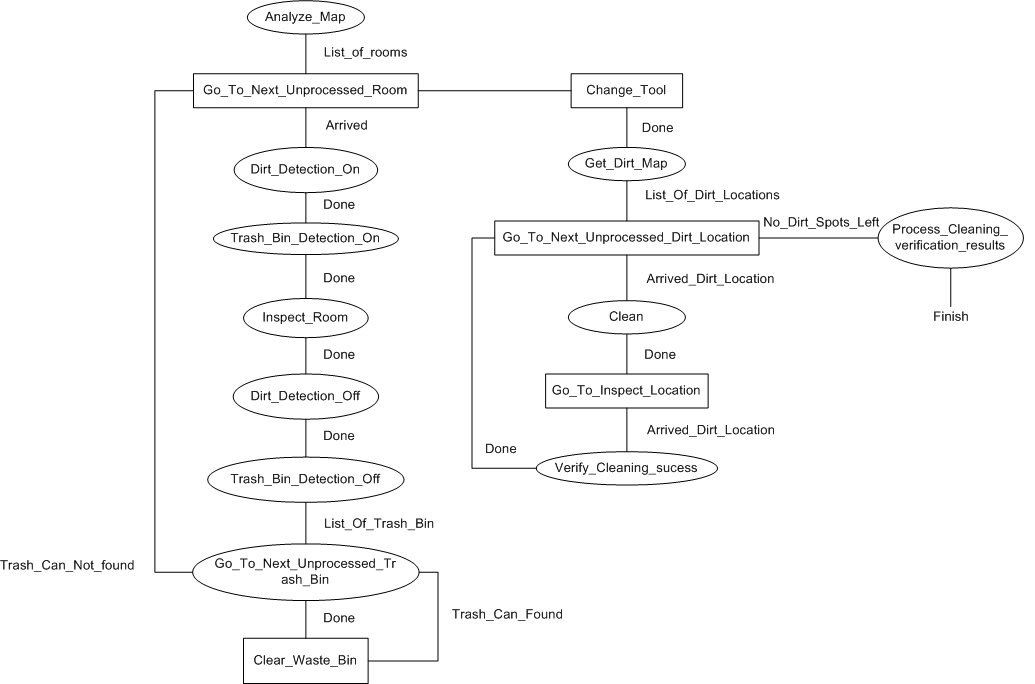 Analyze_Map
List_of_rooms
Go_To_Next_Unprocessed_Room
Change_Tool
Arrived
Done
Dirt_Detection_On
Get_Dirt_Map
Done
List_Of_Dirt_Locations
Trash_Bin_Detection_On
Go_To_Next_Unprocessed_Dirt_Location
No_Dirt_Spots_Left
Process_Cleaning_
verification_results
Done
Arrived_Dirt_Location
Inspect_Room
Clean
Finish
Done
Done
Dirt_Detection_Off
Go_To_Inspect_Location
Done
Arrived_Dirt_Location
Done
Trash_Bin_Detection_Off
Verify_Cleaning_sucess
List_Of_Trash_Bin
Trash_Can_Not_found
Go_To_Next_Unprocessed_Tr
ash_Bin
Done
Trash_Can_Found
Clear_Waste_Bin